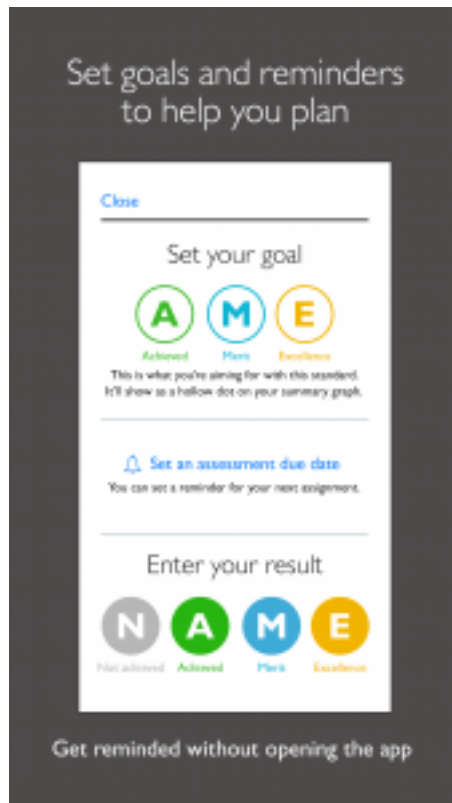 Set goals and reminders
to help you plan
Close
Set your goal
A M E
Achieved Merit Excellence
This is what you're aiming for with this standard.
It'll show as a hollow dot on your summary graph.
Set an assessment due date
You can set a reminder for your next assignment.
Enter your result
N A M E
Not achieved Achieved Merit Excellence
Get reminded without opening the app